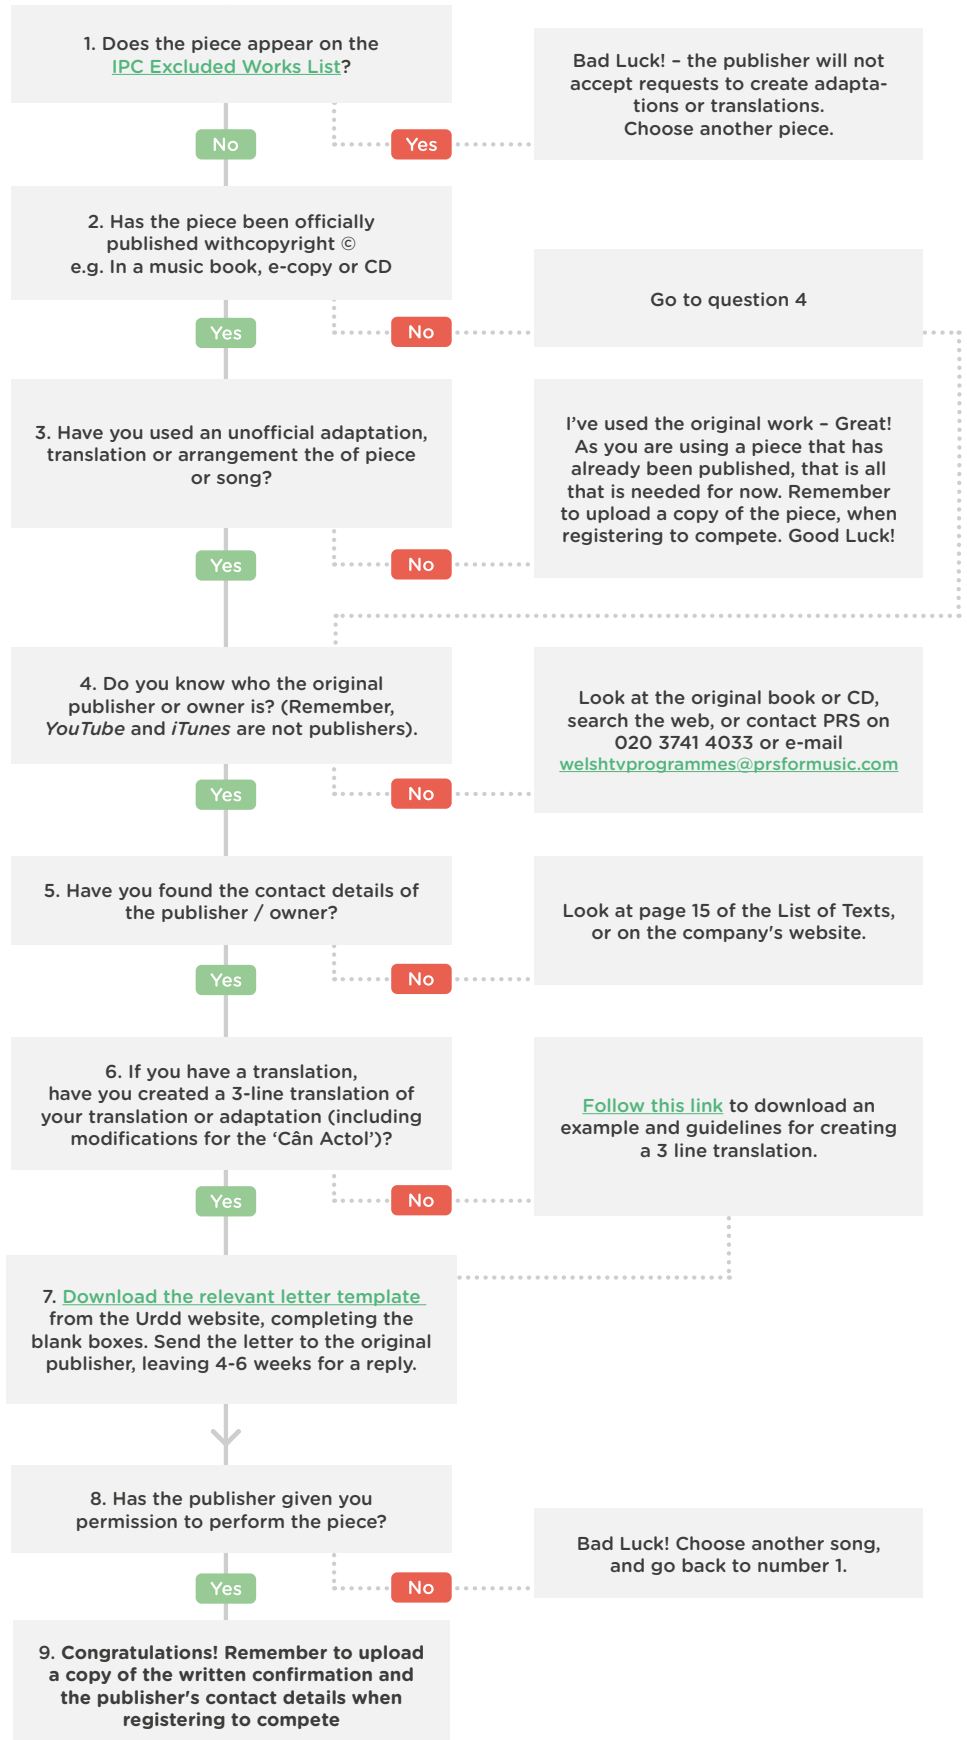 1. Does the piece appear on the
IPC Excluded Works List?
Bad Luck! – the publisher will not
accept requests to create adapta-
tions or translations.
Choose another piece.
No
Yes
2. Has the piece been officially
published withcopyright ©
e.g. In a music book, e-copy or CD
Go to question 4
Yes
No
3. Have you used an unofficial adaptation,
translation or arrangement the of piece
or song?
I’ve used the original work – Great!
As you are using a piece that has
already been published, that is all
that is needed for now. Remember
to upload a copy of the piece, when
registering to compete. Good Luck!
Yes
No
4. Do you know who the original
publisher or owner is? (Remember,
YouTube and iTunes are not publishers).
Look at the original book or CD,
search the web, or contact PRS on
020 3741 4033 or e-mail
welshtvprogrammes@prsformusic.com
Yes
No
5. Have you found the contact details of
the publisher / owner?
Look at page 15 of the List of Texts,
or on the company's website.
Yes
No
6. If you have a translation,
have you created a 3-line translation of
your translation or adaptation (including
modifications for the ‘Cân Actol’)?
Follow this link to download an
example and guidelines for creating
a 3 line translation.
Yes
No
7. Download the relevant letter template
from the Urdd website, completing the
blank boxes. Send the letter to the original
publisher, leaving 4-6 weeks for a reply.
8. Has the publisher given you
permission to perform the piece?
Bad Luck! Choose another song,
and go back to number 1.
Yes
No
9. Congratulations! Remember to upload
a copy of the written confirmation and
the publisher's contact details when
registering to compete